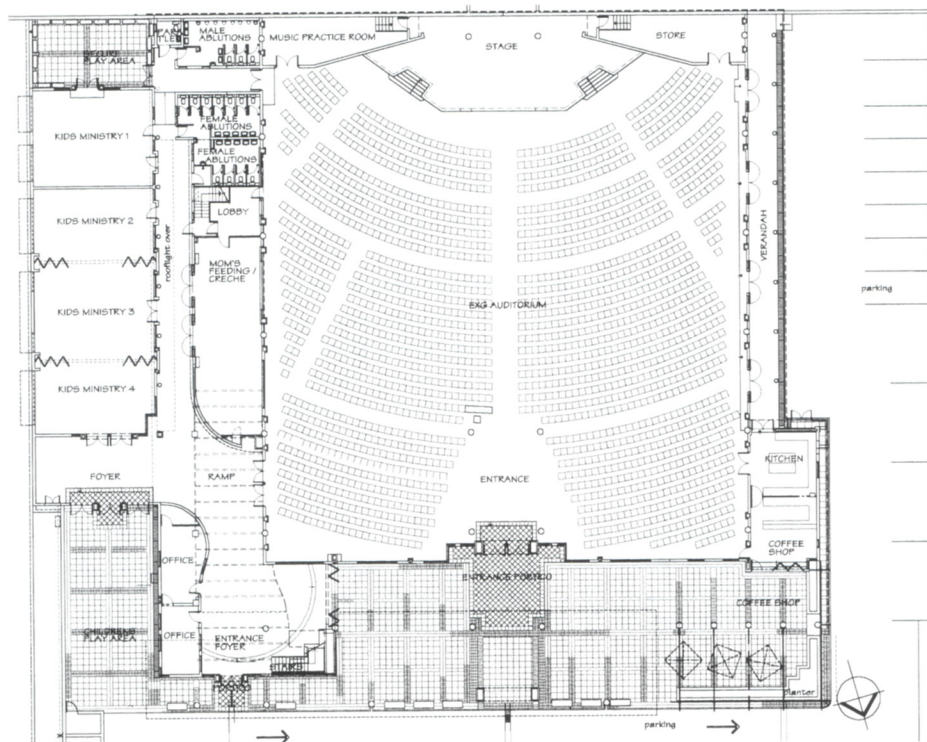 SECURE
PLAY AREA
MALE
ABLUTIONS
MUSIC PRACTICE ROOM
STAGE
STORE
KIDS MINISTRY 1
FEMALE
ABLUTIONS
FEMALE
ABLUTIONS
KIDS MINISTRY 2
LOBBY
rooflight over
MOM'S
FEEDING /
CRECHE
VERANDAH
parking
KIDS MINISTRY 3
EXG AUDITORIUM
KIDS MINISTRY 4
FOYER
RAMP
ENTRANCE
KITCHEN
COFFEE
SHOP
OFFICE
ENTRANCE PORTICO
COFFEE SHOP
CHILDRENS
PLAY AREA
OFFICE
ENTRANCE
FOYER
STAIRS
planter
parking